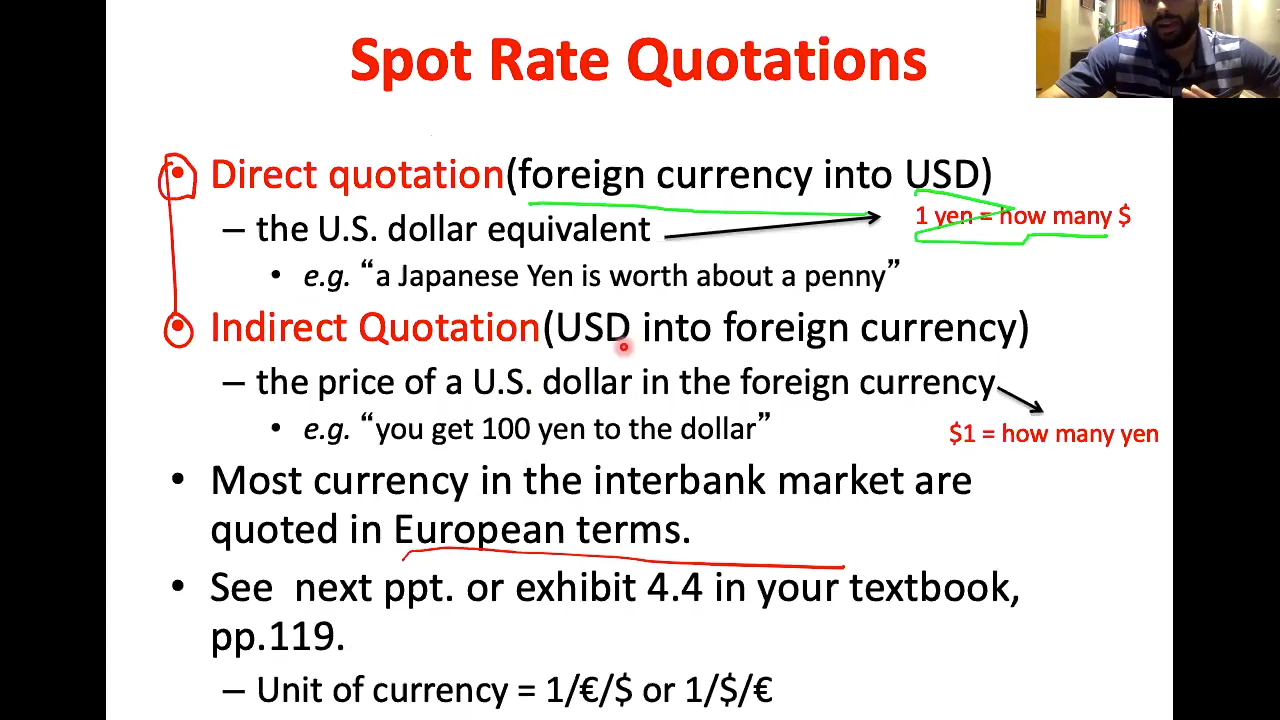 Spot Rate Quotations
• Direct quotation(foreign currency into USD)
– the U.S. dollar equivalent
1 yen = how many $
• e.g. “a Japanese Yen is worth about a penny”
• Indirect Quotation(USD into foreign currency)
– the price of a U.S. dollar in the foreign currency
• e.g. “you get 100 yen to the dollar”
$1 = how many yen
• Most currency in the interbank market are
quoted in European terms.
• See next ppt. or exhibit 4.4 in your textbook,
pp.119.
– Unit of currency = 1/€/$ or 1/$/€